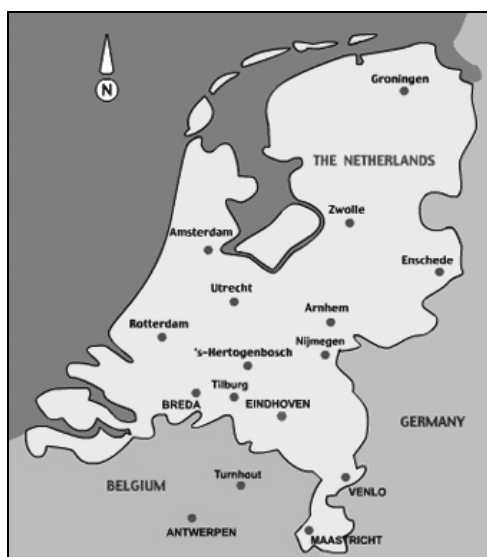 Groningen
N
THE NETHERLANDS
Zwolle
Amsterdam
Enschede
Utrecht
Arnhem
Rotterdam
Nijmegen
's-Hertogenbosch
Tilburg
BREDA
EINDHOVEN
GERMANY
Turnhout
BELGIUM
VENLO
ANTWERPEN
MAASTRICHT